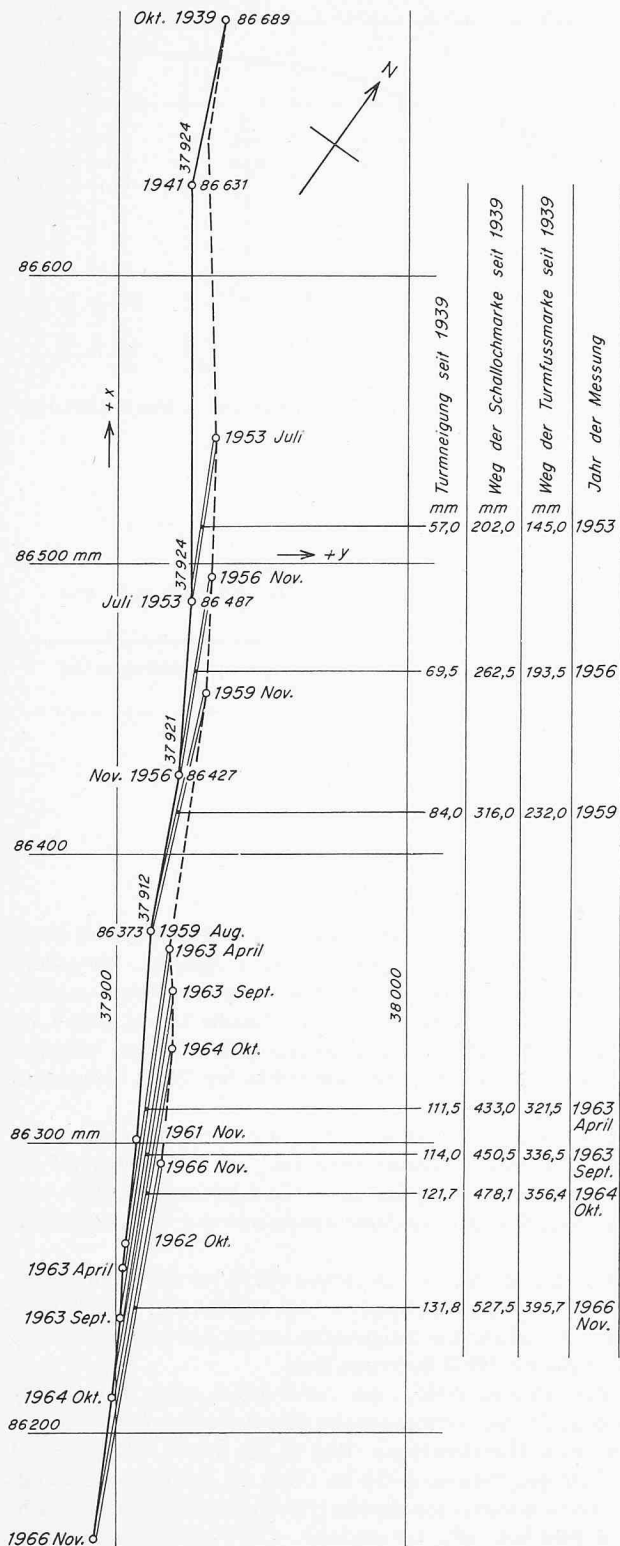 Okt. 1939 86 689
N
37 924
1941 86 631
86 600
+ x
1953 Juli
86 500 mm
+ y
37 924
1956 Nov.
Juli 1953 86 487
1959 Nov.
37 921
Nov. 1956 86 427
86 400
37 912
86 373 1959 Aug.
1963 April
37 900
38 000
1963 Sept.
1964 Okt.
86 300 mm
1961 Nov.
1966 Nov.
1962 Okt.
1963 April
1963 Sept.
1964 Okt.
86 200
1966 Nov.
Turmneigung seit 1939
Weg der Schallochmarke seit 1939
Weg der Turmfussmarke seit 1939
Jahr der Messung
mm mm mm
57,0 202,0 145,0 1953
69,5 262,5 193,5 1956
84,0 316,0 232,0 1959
111,5 433,0 321,5 1963
April
114,0 450,5 336,5 1963
Sept.
121,7 478,1 356,4 1964
Okt.
131,8 527,5 395,7 1966
Nov.